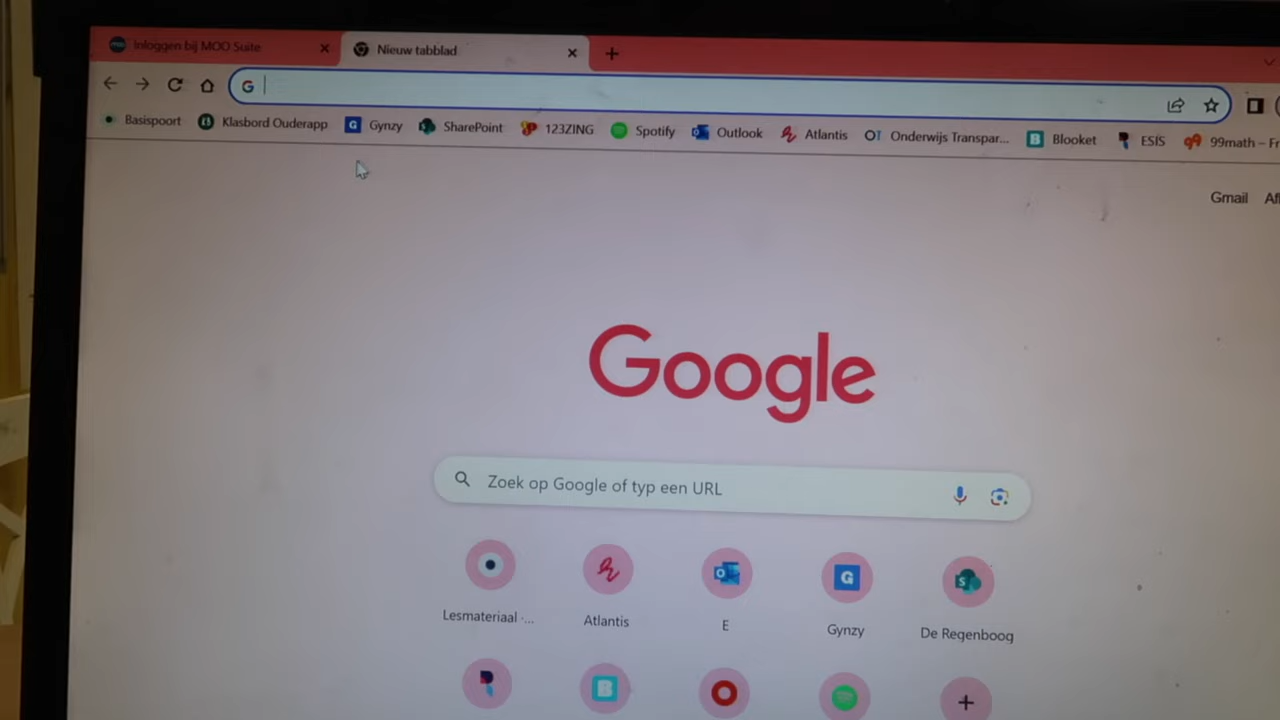 Inloggen bij MOO Suite
Nieuw tabblad
Basispoort Klasbord Ouderapp Gynzy SharePoint 123ZING Spotify Outlook Atlantis Onderwijs Transpar... Blooket ESIS 99math – Fr
Gmail Af
Google
Zoek op Google of typ een URL
Lesmateriaal ·... Atlantis E Gynzy De Regenboog